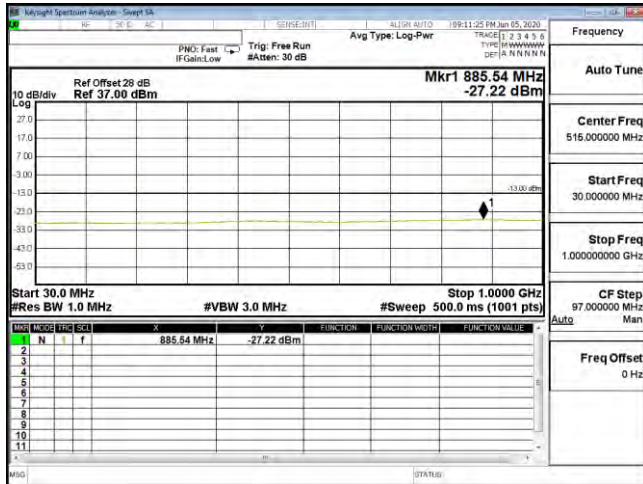 Keysight Spectrum Analyzer - Swept SA
RF 50 Ω AC SENSE:INT ALIGN AUTO 09:11:25 PM Jun 05, 2020
Frequency
Avg Type: Log-Pwr TRACE 1 2 3 4 5 6
PNO: Fast Trig: Free Run TYPE M WWWWW
IFGain:Low #Atten: 30 dB DET A N N N N N
Auto Tune
Ref Offset 28 dB Mkr1 885.54 MHz
10 dB/div Ref 37.00 dBm -27.22 dBm
Log
27.0
17.0
7.00
-3.00
-13.0 -13.00 dBm
-23.0
-33.0
-43.0
-53.0
1
Center Freq
515.000000 MHz
Start Freq
30.000000 MHz
Stop Freq
1.000000000 GHz
Start 30.0 MHz Stop 1.0000 GHz
#Res BW 1.0 MHz #VBW 3.0 MHz #Sweep 500.0 ms (1001 pts)
CF Step
97.000000 MHz
Auto Man
MKR MODE TRC SCL X Y FUNCTION FUNCTION WIDTH FUNCTION VALUE
1 N 1 f 885.54 MHz -27.22 dBm
2
3
4
5
6
7
8
9
10
11
Freq Offset
0 Hz
MSG STATUS